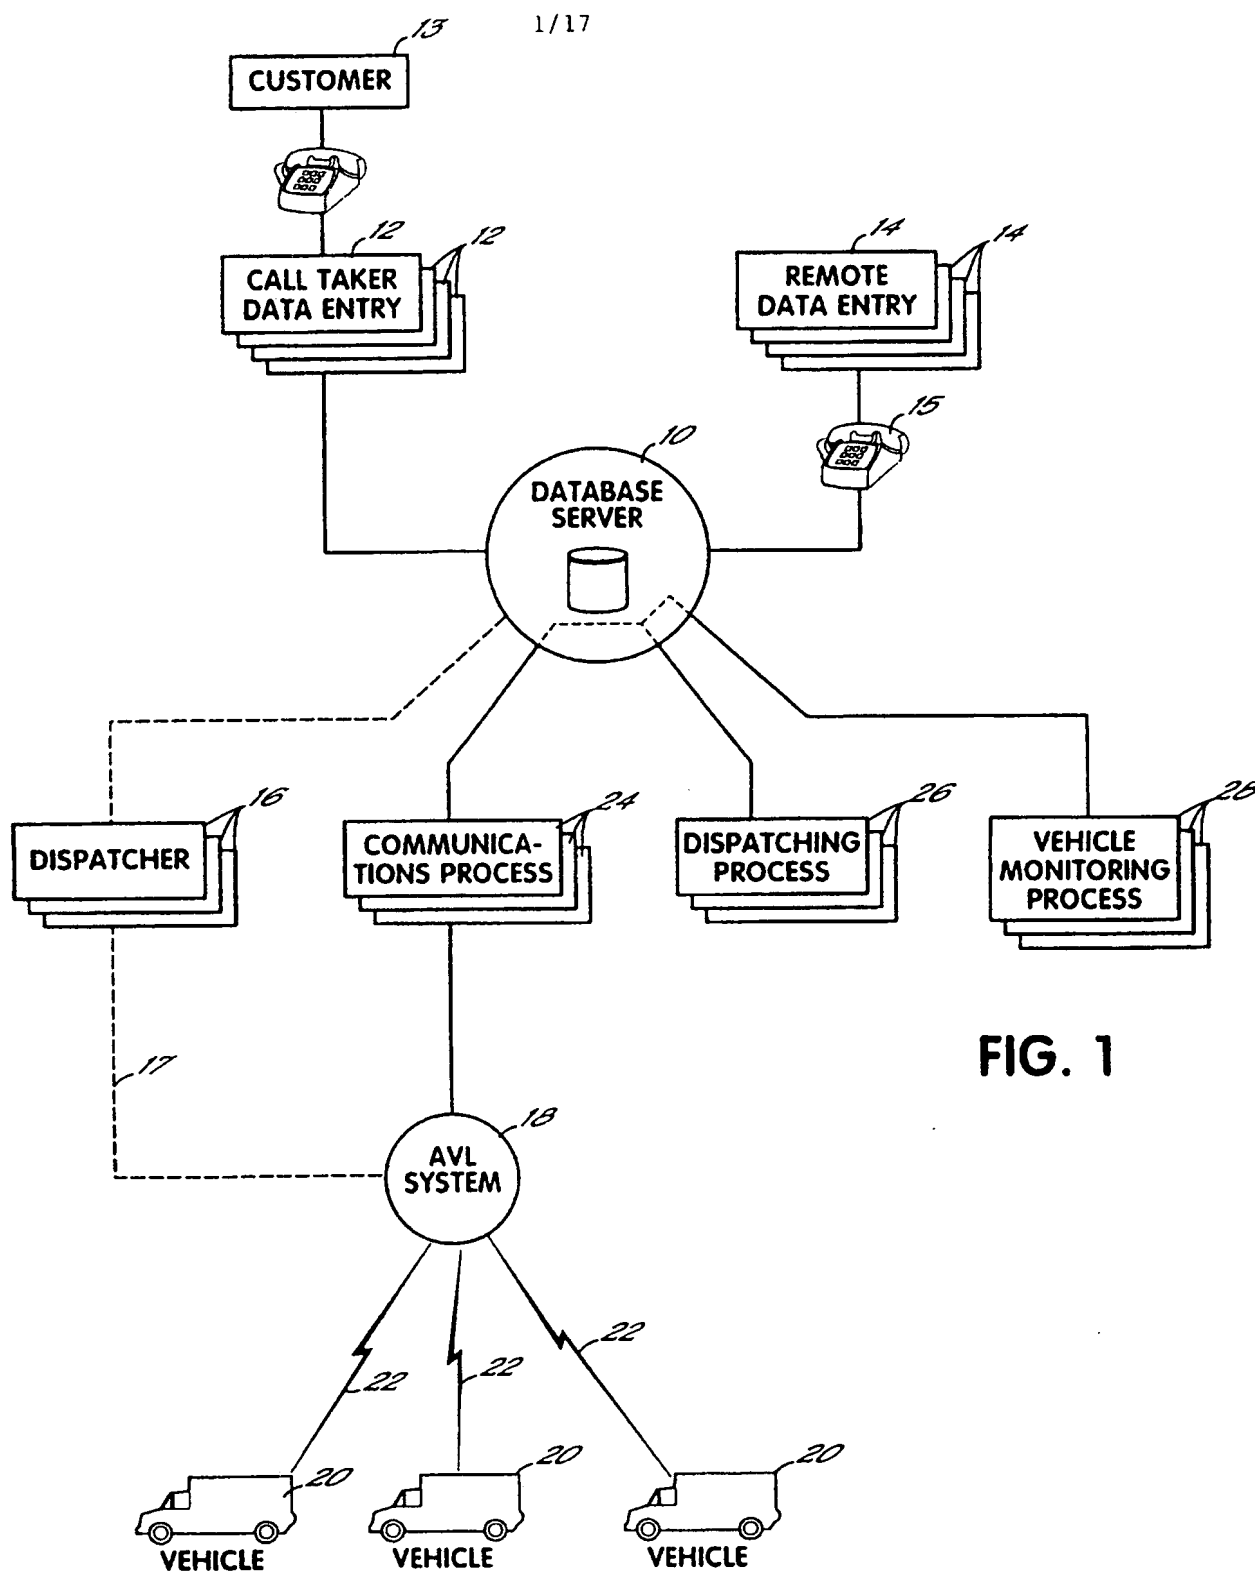 1/17
13
CUSTOMER
12
12
CALL TAKER
DATA ENTRY
14
14
REMOTE
DATA ENTRY
15
10
DATABASE
SERVER
16
DISPATCHER
24
COMMUNICA-
TIONS PROCESS
26
DISPATCHING
PROCESS
28
VEHICLE
MONITORING
PROCESS
FIG. 1
17
18
AVL
SYSTEM
22
22
22
20
VEHICLE
20
VEHICLE
20
VEHICLE